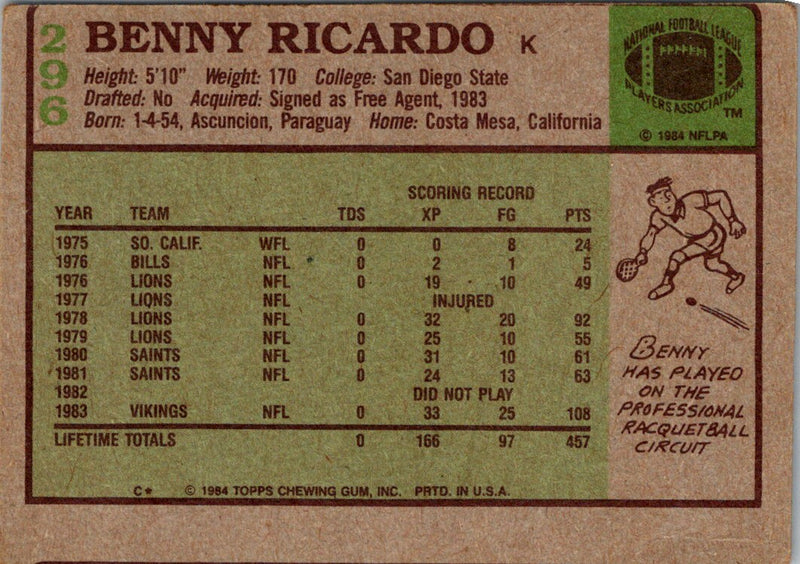 296
BENNY RICARDO K
Height: 5'10" Weight: 170 College: San Diego State
Drafted: No Acquired: Signed as Free Agent, 1983
Born: 1-4-54, Ascuncion, Paraguay Home: Costa Mesa, California
NATIONAL FOOTBALL LEAGUE
PLAYERS ASSOCIATION
TM
© 1984 NFLPA
SCORING RECORD
YEAR TEAM TDS XP FG PTS
1975 SO. CALIF. WFL 0 0 8 24
1976 BILLS NFL 0 2 1 5
1976 LIONS NFL 0 19 10 49
1977 LIONS NFL INJURED
1978 LIONS NFL 0 32 20 92
1979 LIONS NFL 0 25 10 55
1980 SAINTS NFL 0 31 10 61
1981 SAINTS NFL 0 24 13 63
1982 DID NOT PLAY
1983 VIKINGS NFL 0 33 25 108
LIFETIME TOTALS 0 166 97 457
C* © 1984 TOPPS CHEWING GUM, INC. PRTD. IN U.S.A.
BENNY
HAS PLAYED
ON THE
PROFESSIONAL
RACQUETBALL
CIRCUIT